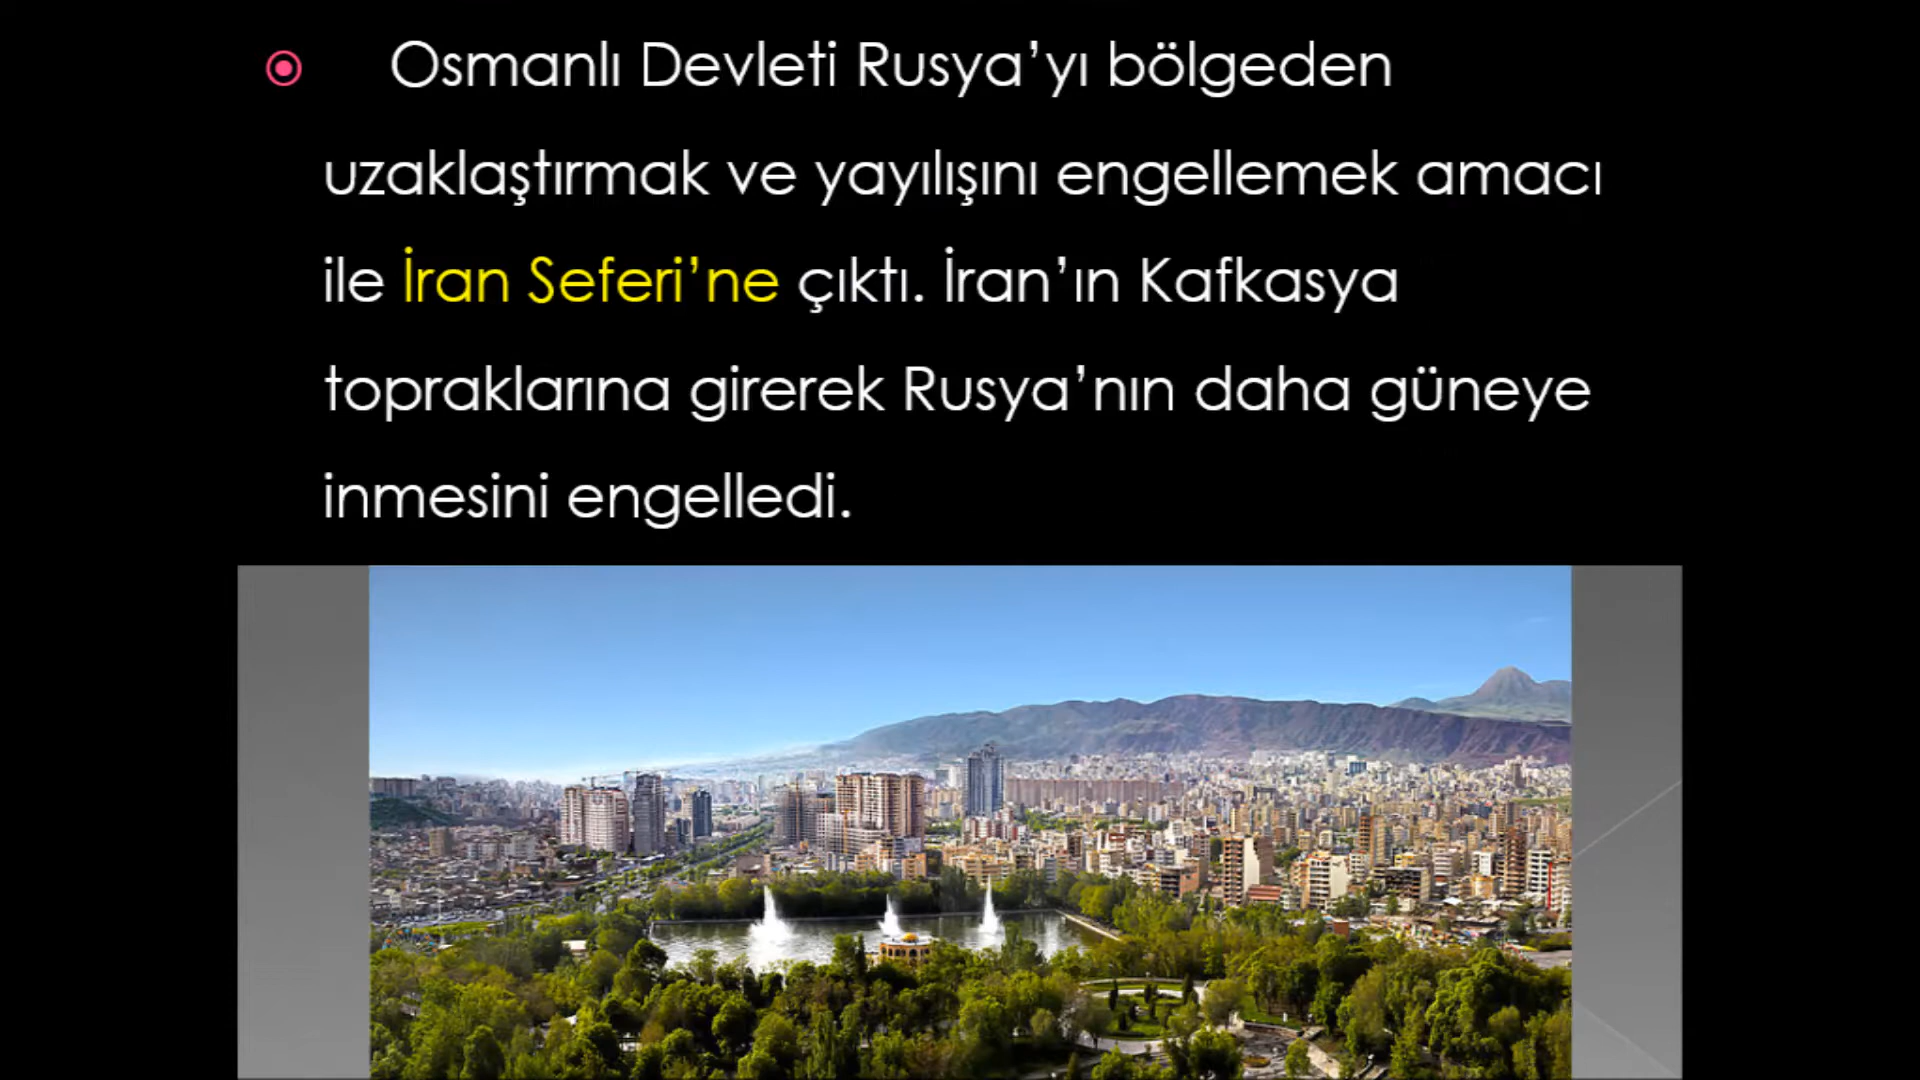 Osmanlı Devleti Rusya’yı bölgeden
uzaklaştırmak ve yayılışını engellemek amacı
ile İran Seferi’ne çıktı. İran’ın Kafkasya
topraklarına girerek Rusya’nın daha güneye
inmesini engelledi.